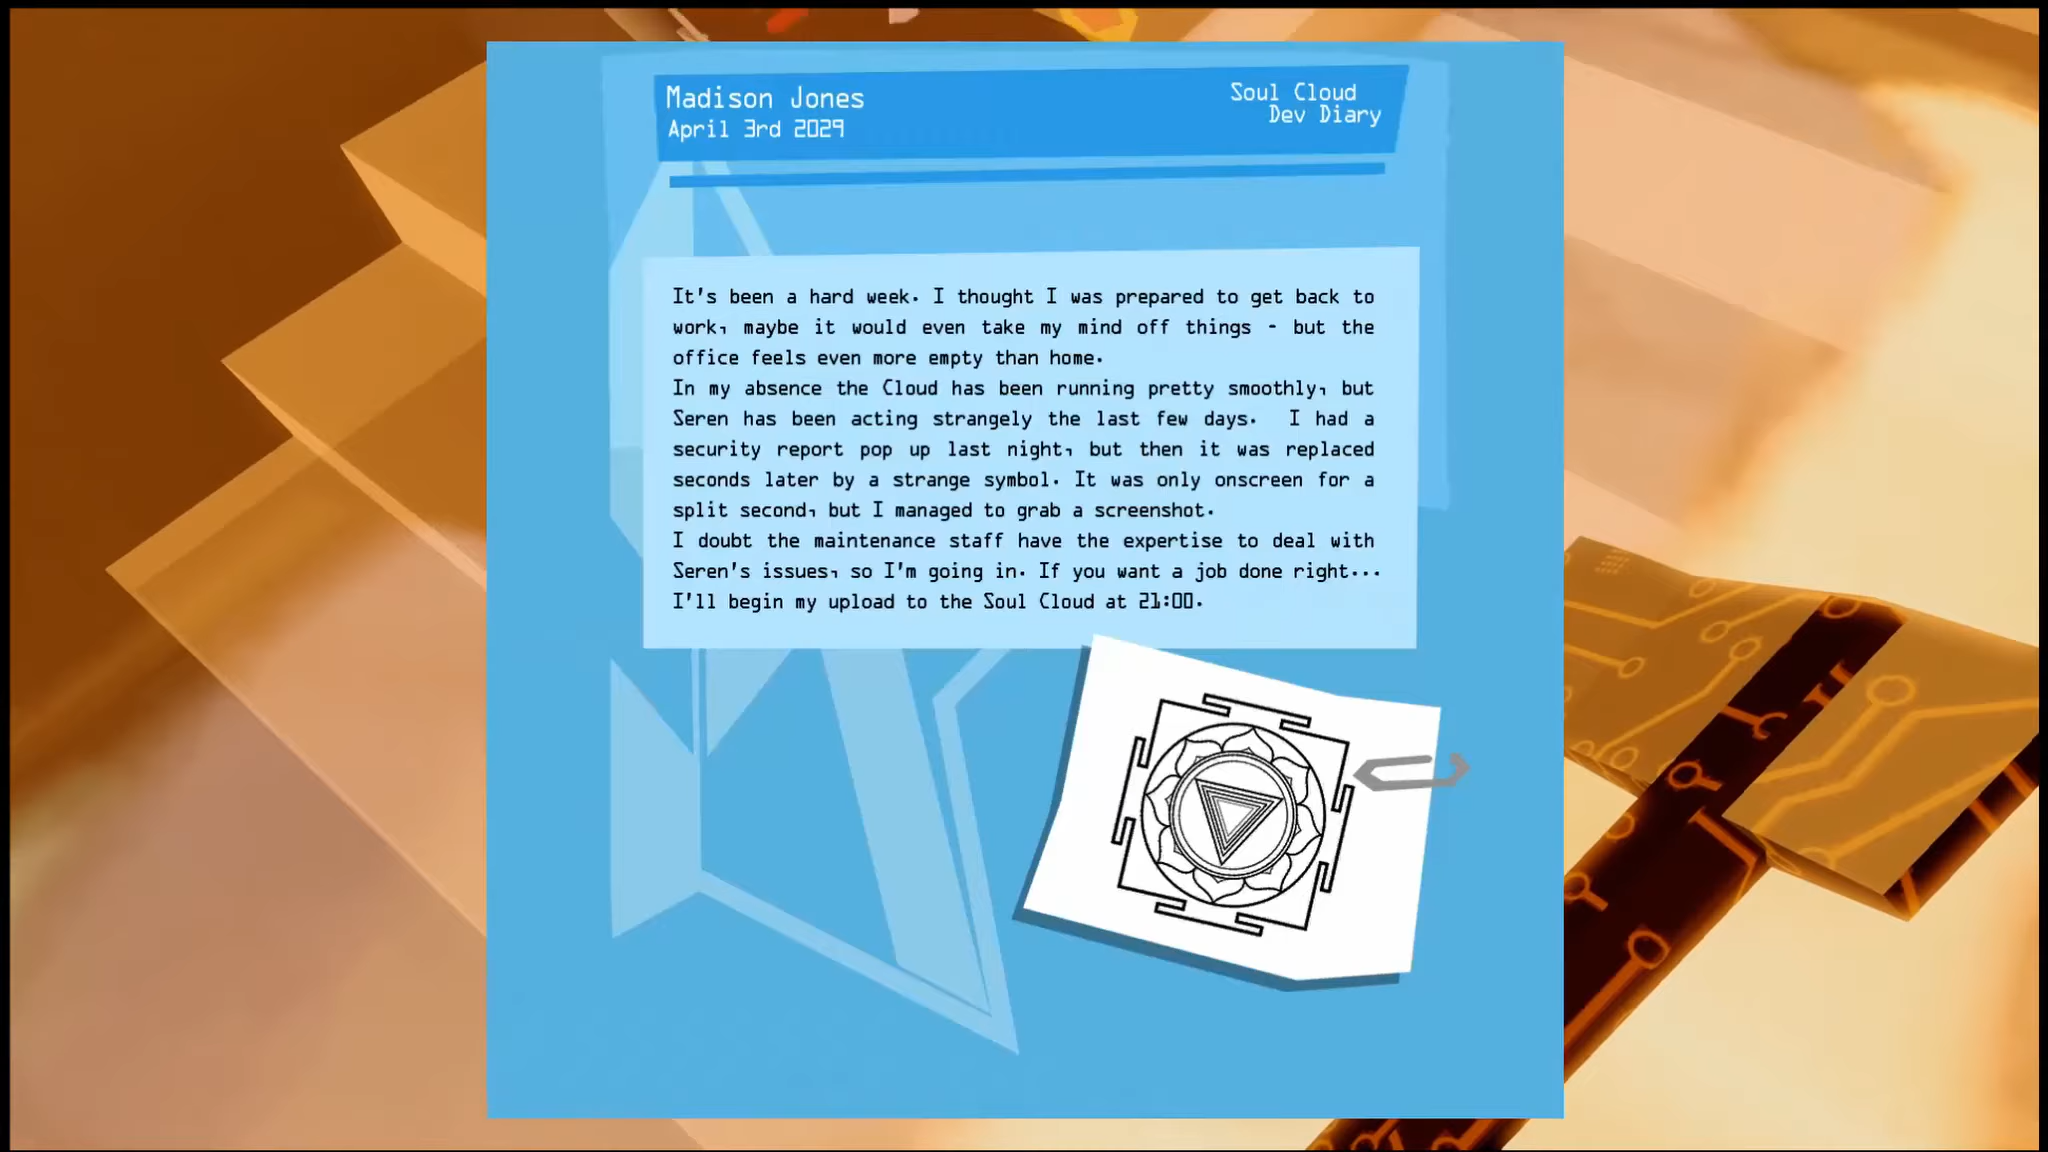 Madison Jones
April 3rd 2029
Soul Cloud
Dev Diary
It's been a hard week. I thought I was prepared to get back to
work, maybe it would even take my mind off things - but the
office feels even more empty than home.
In my absence the Cloud has been running pretty smoothly, but
Seren has been acting strangely the last few days.  I had a
security report pop up last night, but then it was replaced
seconds later by a strange symbol. It was only onscreen for a
split second, but I managed to grab a screenshot.
I doubt the maintenance staff have the expertise to deal with
Seren's issues, so I'm going in. If you want a job done right...
I'll begin my upload to the Soul Cloud at 21:00.